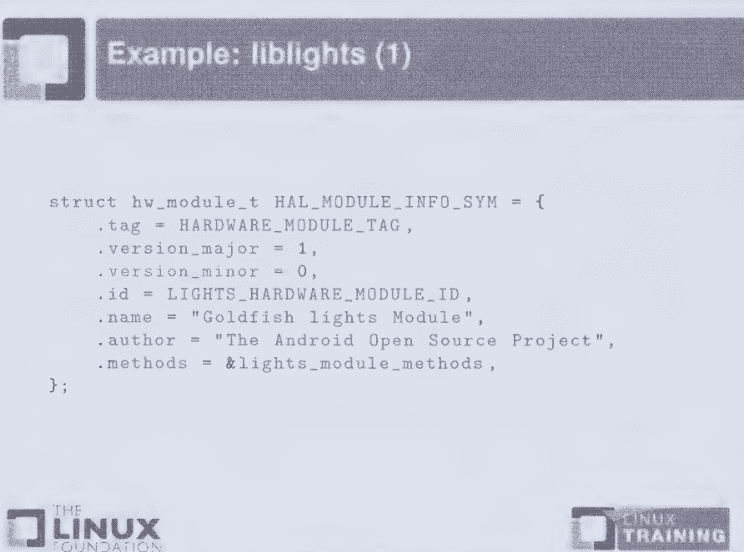 Example: liblights (1)
struct hw_module_t HAL_MODULE_INFO_SYM = {
    .tag = HARDWARE_MODULE_TAG,
    .version_major = 1,
    .version_minor = 0,
    .id = LIGHTS_HARDWARE_MODULE_ID,
    .name = "Goldfish lights Module",
    .author = "The Android Open Source Project",
    .methods = &lights_module_methods,
};
THE
LINUX
FOUNDATION
LINUX
TRAINING